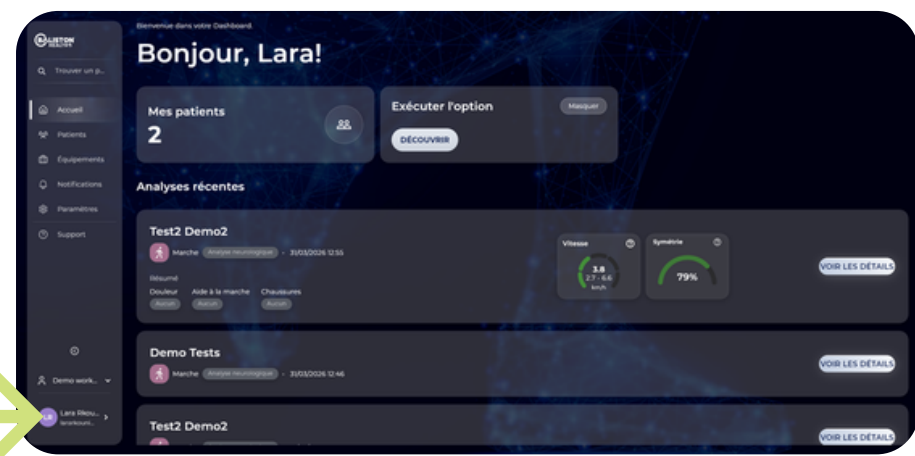 Bienvenue dans votre Dashboard.
Bonjour, Lara!
BALISTON
HEALTH
Trouver un p...
Accueil
Patients
Équipements
Notifications
Paramètres
Support
Demo work...
Lara Rkou...
Mes patients
2
Exécuter l'option
Masquer
DÉCOUVRIR
Analyses récentes
Test2 Demo2
Marche Analyse neurologique - 31/03/2026 12:55
Résumé
Douleur Aide à la marche Chaussures
Aucun Aucun Aucun
Vitesse
3.8
2.7 - 6.6
km/h
Symétrie
79%
VOIR LES DÉTAILS
Demo Tests
Marche Analyse neurologique - 31/03/2026 12:46
VOIR LES DÉTAILS
Test2 Demo2
VOIR LES DÉTAILS